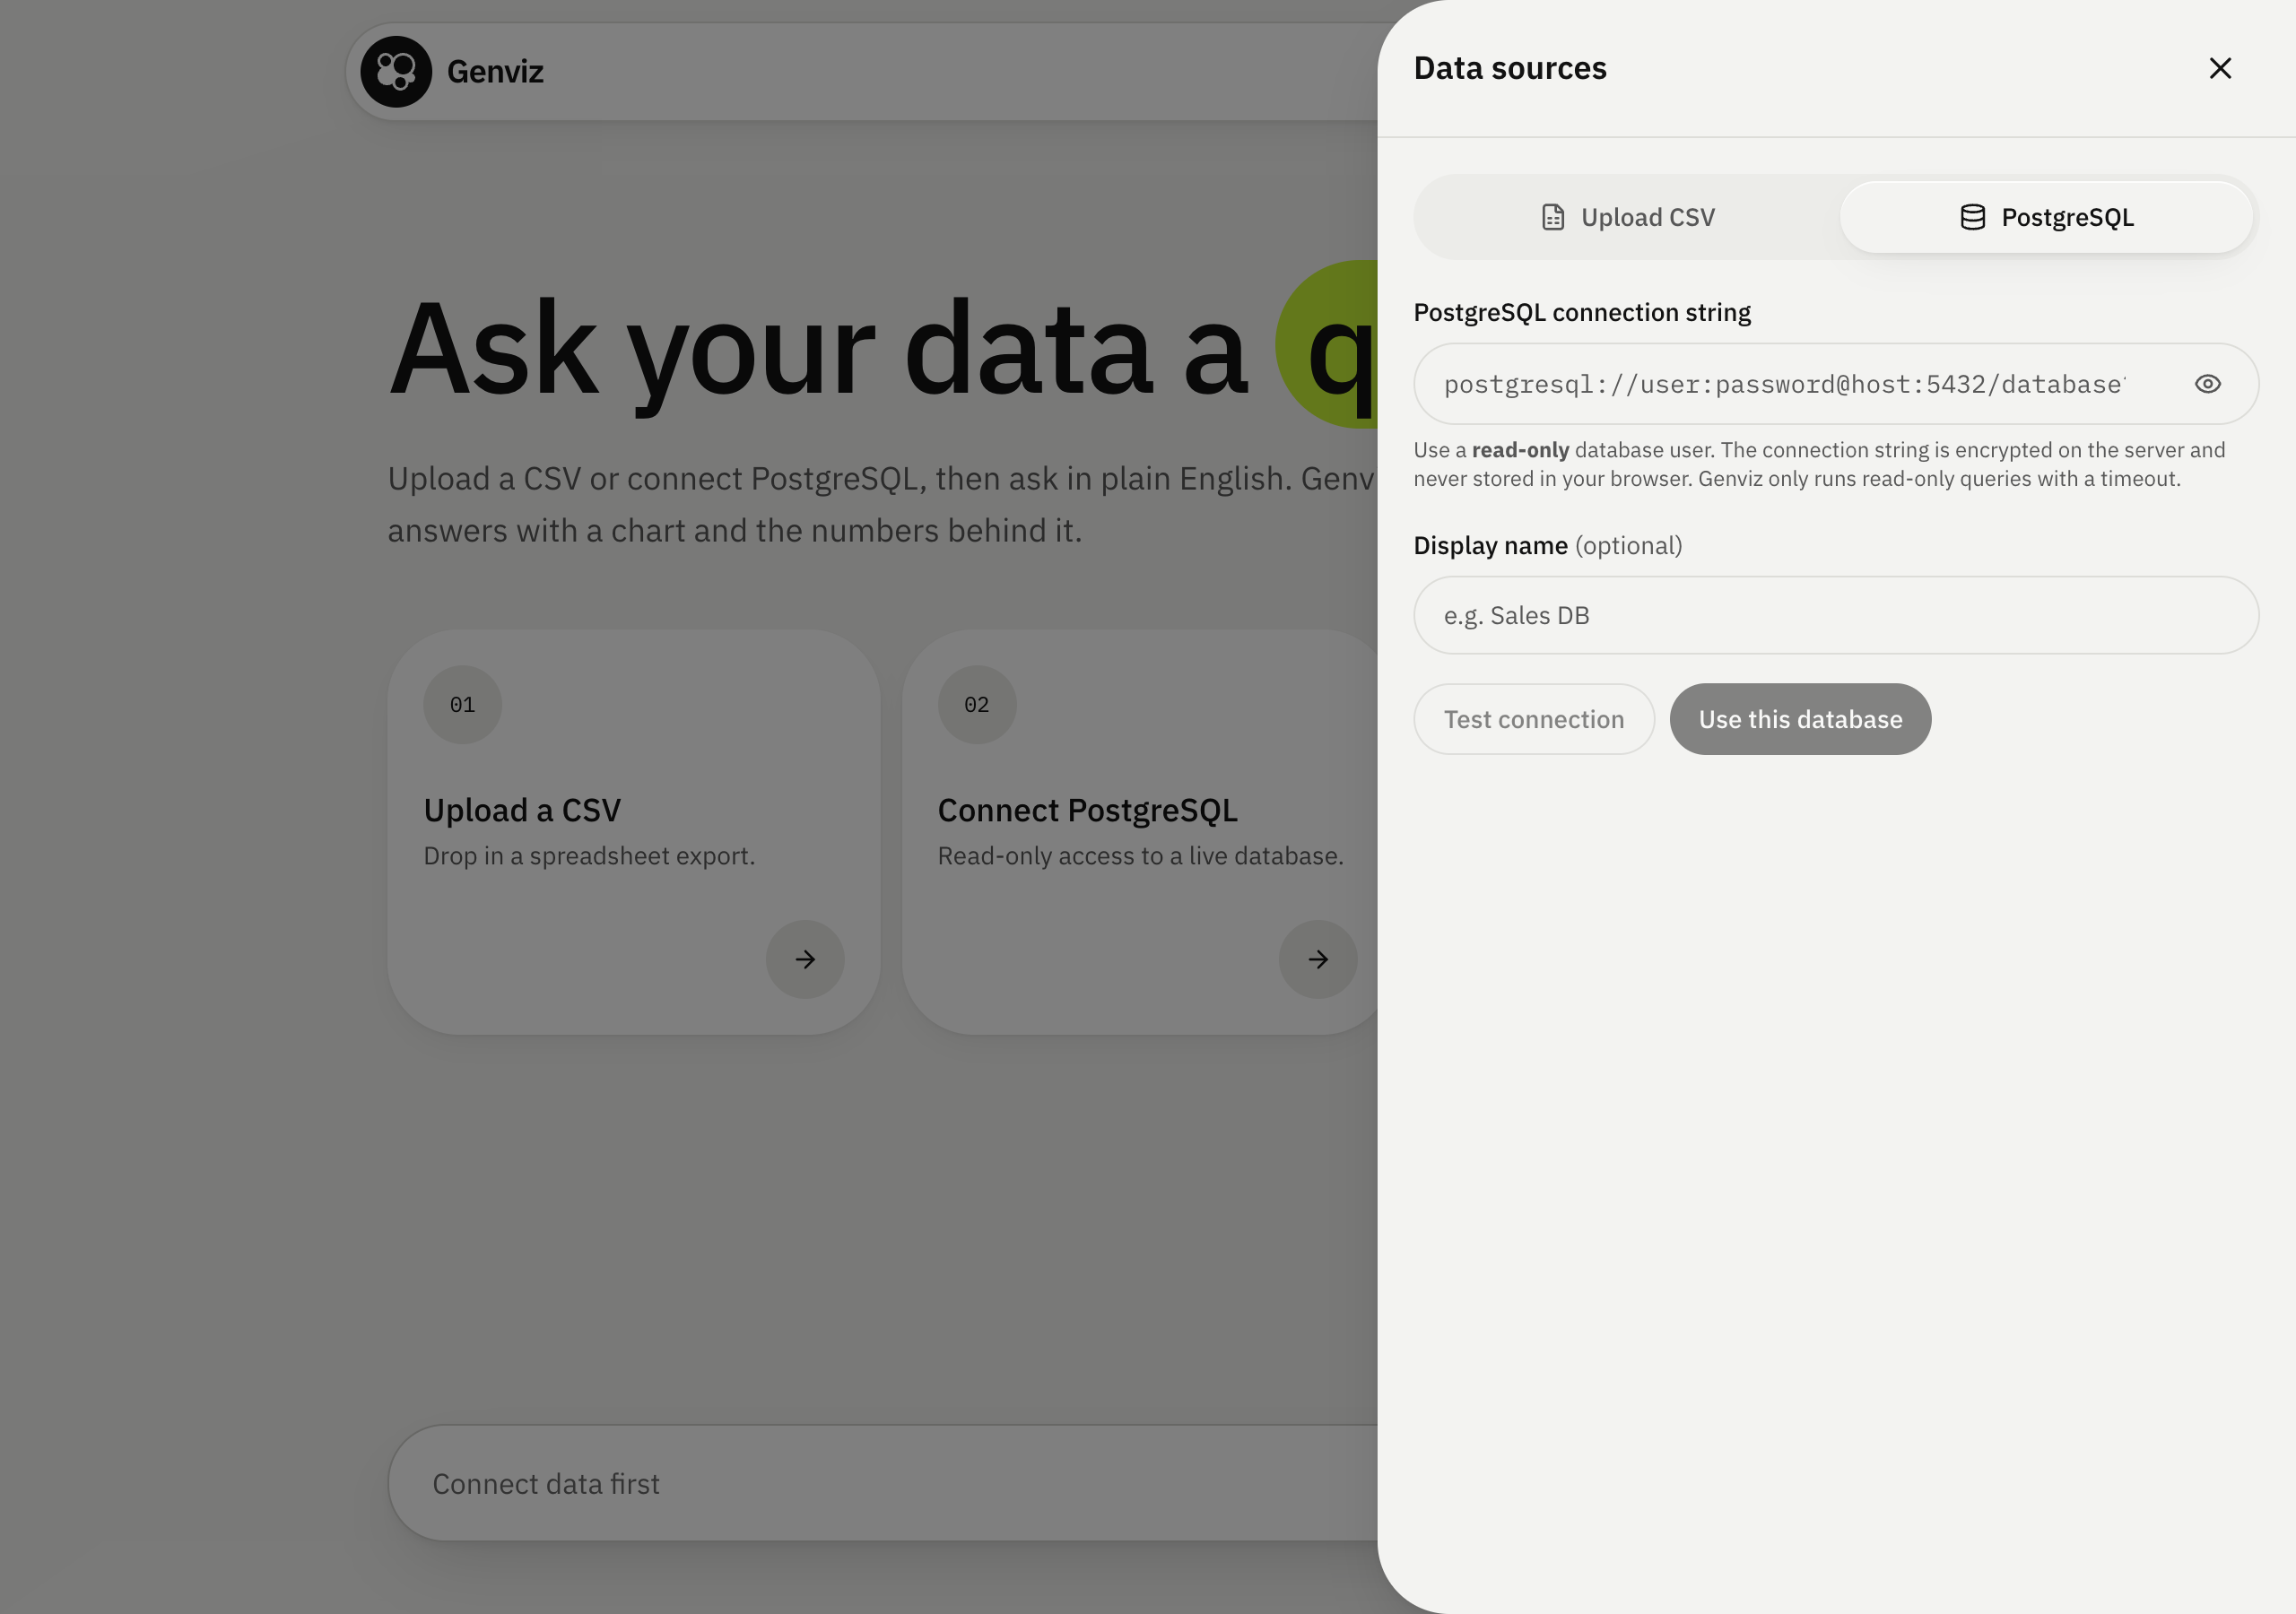 Genviz
Ask your data a q
Upload a CSV or connect PostgreSQL, then ask in plain English. Genv
answers with a chart and the numbers behind it.
01
Upload a CSV
Drop in a spreadsheet export.
02
Connect PostgreSQL
Read-only access to a live database.
Connect data first
Data sources
Upload CSV
PostgreSQL
PostgreSQL connection string
postgresql://user:password@host:5432/database
Use a read-only database user. The connection string is encrypted on the server and
never stored in your browser. Genviz only runs read-only queries with a timeout.
Display name (optional)
e.g. Sales DB
Test connection
Use this database